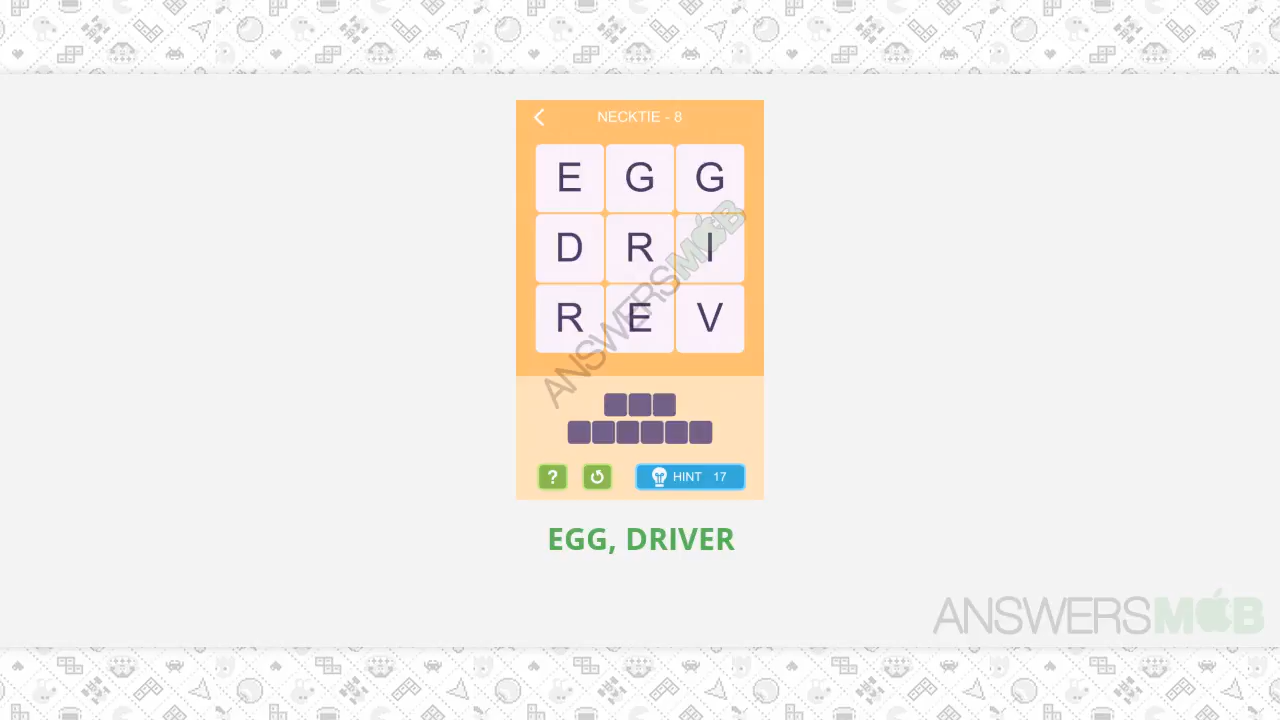 NECKTIE - 8
E G G
D R I
R E V
ANSWERSMOB
? HINT 17
EGG, DRIVER
ANSWERSMOB